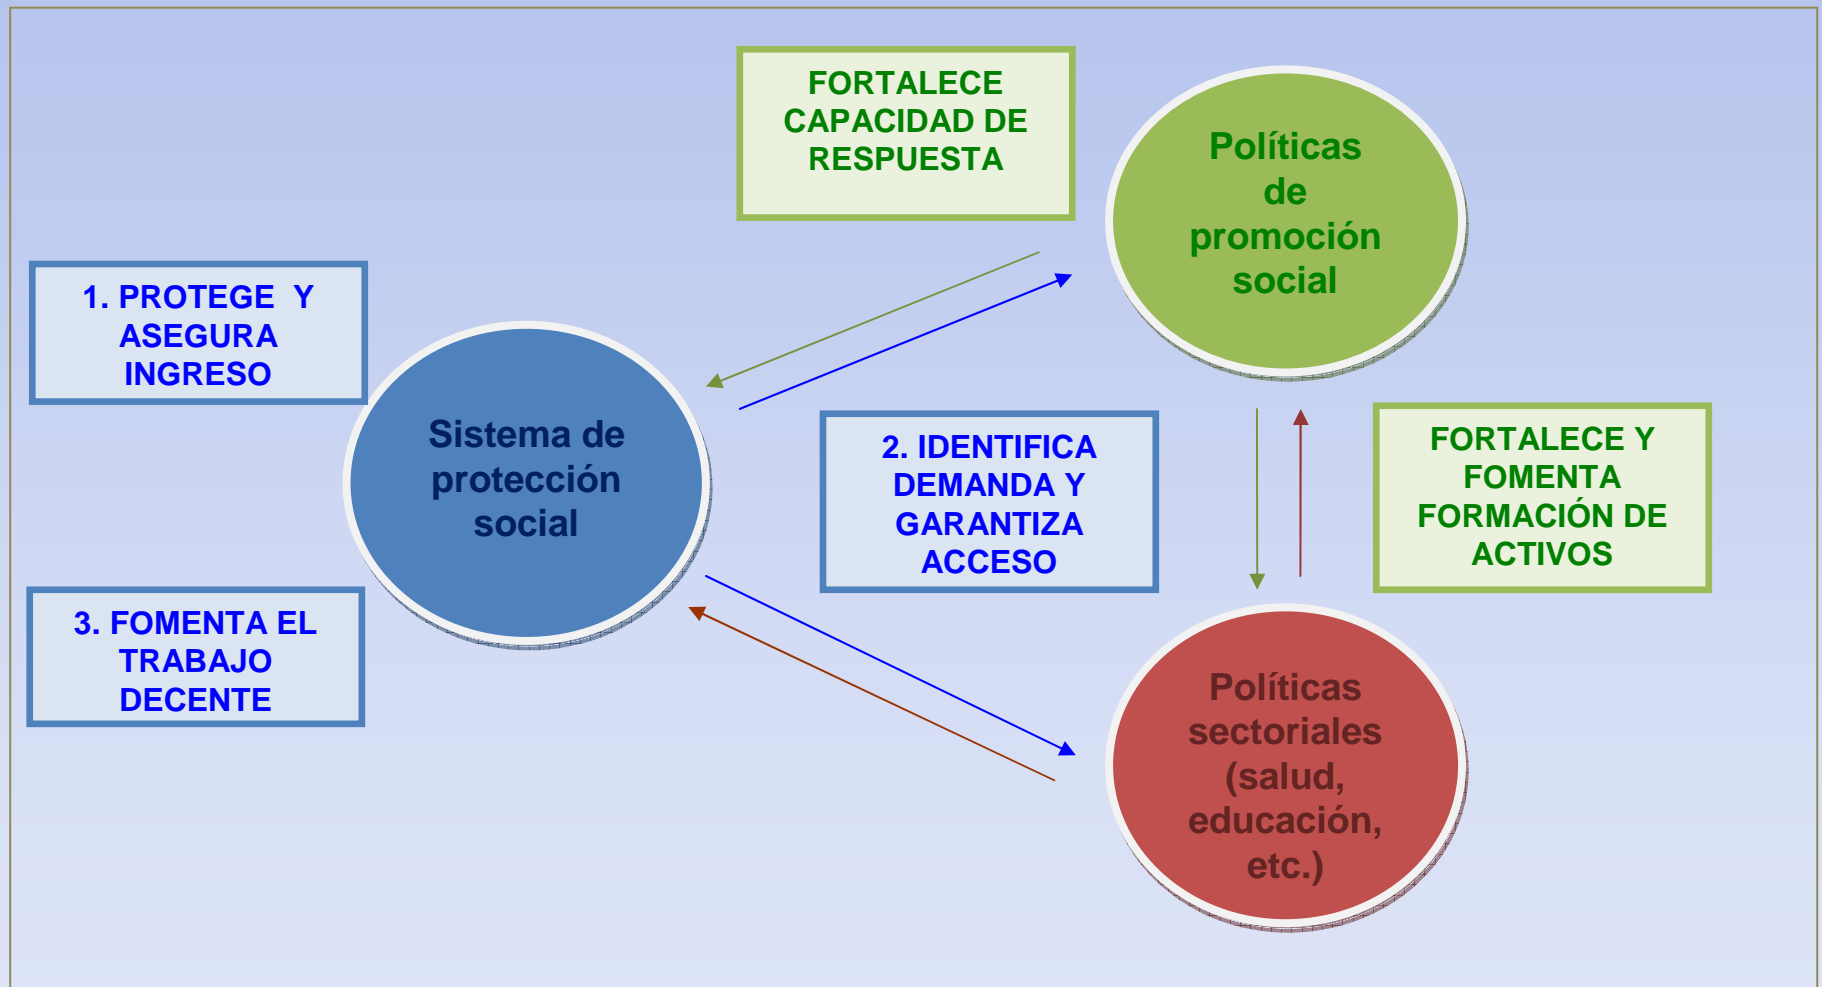 FORTALECE
CAPACIDAD DE
RESPUESTA
Políticas
de
promoción
social
1. PROTEGE Y
ASEGURA
INGRESO
Sistema de
protección
social
2. IDENTIFICA
DEMANDA Y
GARANTIZA
ACCESO
FORTALECE Y
FOMENTA
FORMACIÓN DE
ACTIVOS
3. FOMENTA EL
TRABAJO
DECENTE
Políticas
sectoriales
(salud,
educación,
etc.)